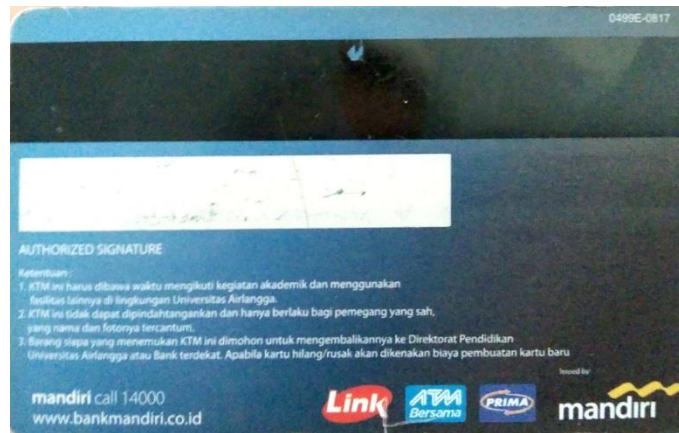 0499E-0817
AUTHORIZED SIGNATURE
Ketentuan :
1. KTM ini harus dibawa waktu mengikuti kegiatan akademik dan menggunakan
fasilitas lainnya di lingkungan Universitas Airlangga.
2. KTM ini tidak dapat dipindahtangankan dan hanya berlaku bagi pemegang yang sah,
yang nama dan fotonya tercantum.
3. Barang siapa yang menemukan KTM ini dimohon untuk mengembalikannya ke Direktorat Pendidikan
Universitas Airlangga atau Bank terdekat. Apabila kartu hilang/rusak akan dikenakan biaya pembuatan kartu baru
Issued by
mandiri call 14000
www.bankmandiri.co.id
Link
ATM
Bersama
PRIMA
mandırı